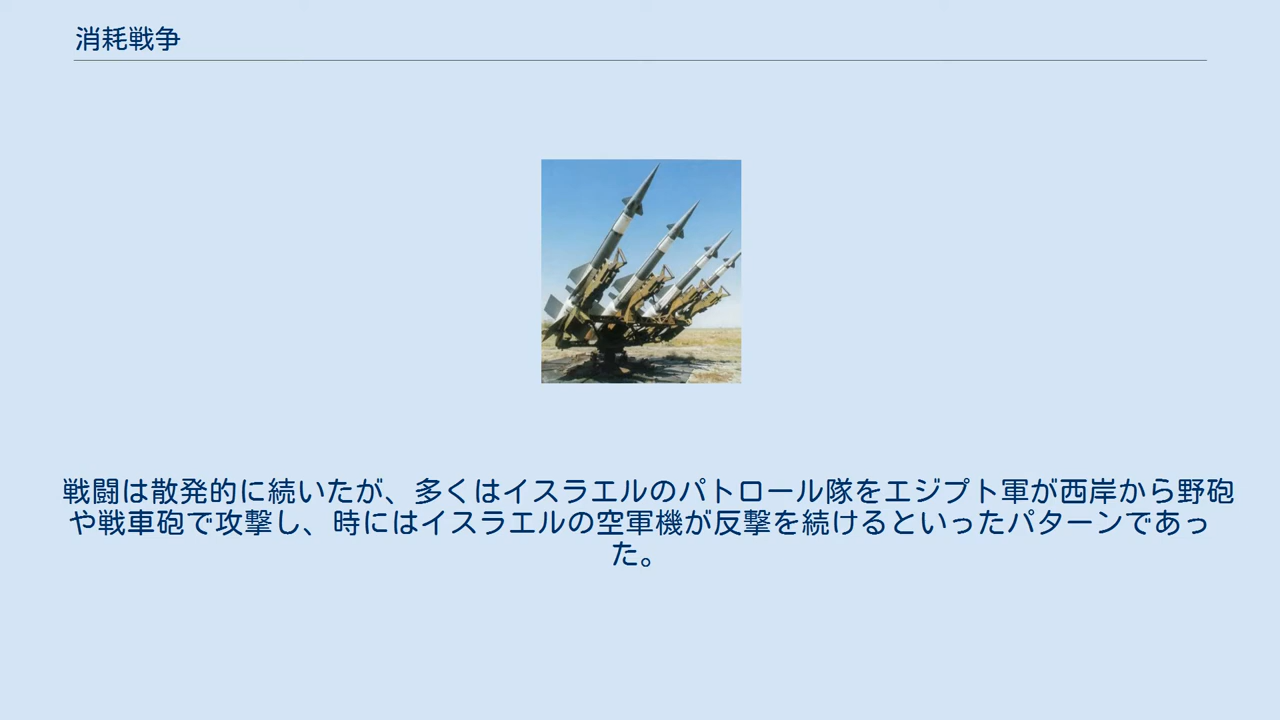 消耗戦争
戦闘は散発的に続いたが、多くはイスラエルのパトロール隊をエジプト軍が西岸から野砲
や戦車砲で攻撃し、時にはイスラエルの空軍機が反撃を続けるといったパターンであっ
た。